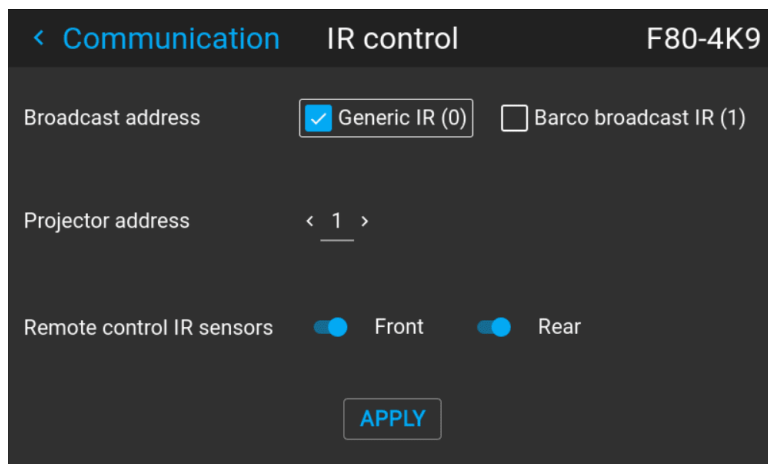 < Communication IR control F80-4K9
Broadcast address Generic IR (0) Barco broadcast IR (1)
Projector address < 1 >
Remote control IR sensors Front Rear
APPLY